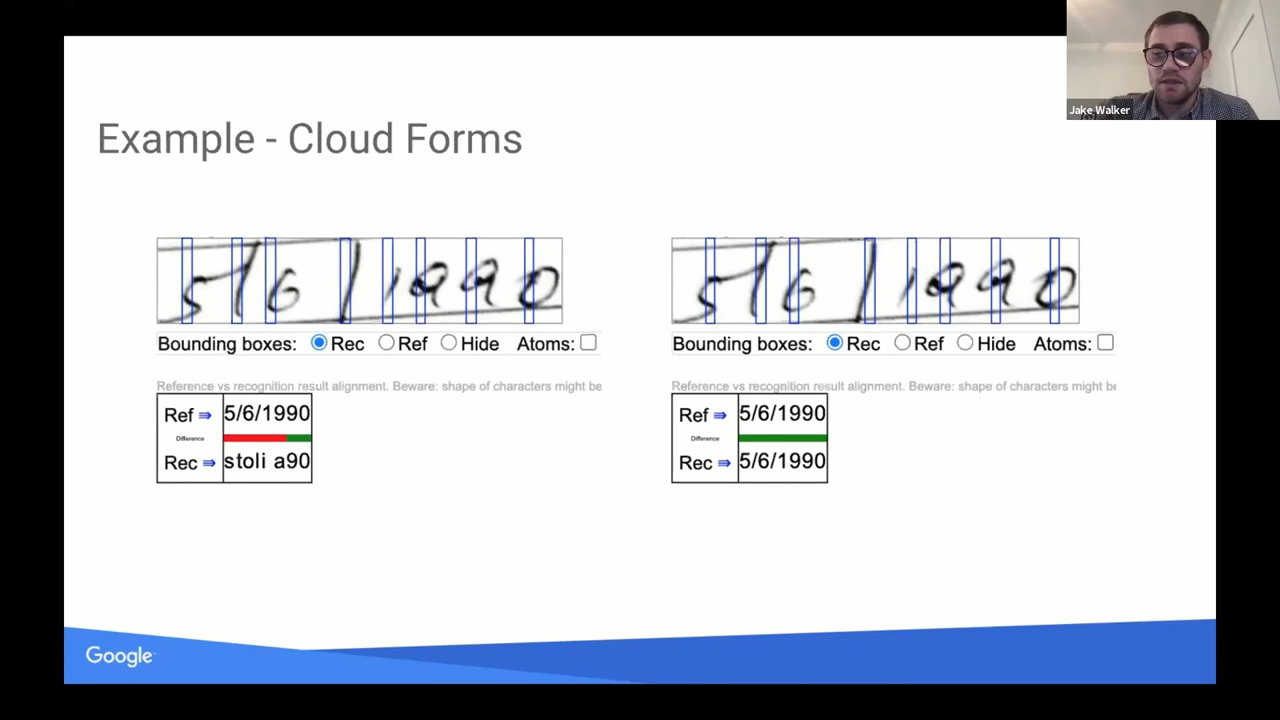 Jake Walker
Example - Cloud Forms
5/6/1990
Bounding boxes: Rec Ref Hide Atoms:
Reference vs recognition result alignment. Beware: shape of characters might be
Ref ⇛ 5/6/1990
Difference
Rec ⇛ stoli a90
5/6/1990
Bounding boxes: Rec Ref Hide Atoms:
Reference vs recognition result alignment. Beware: shape of characters might be
Ref ⇛ 5/6/1990
Difference
Rec ⇛ 5/6/1990
Google